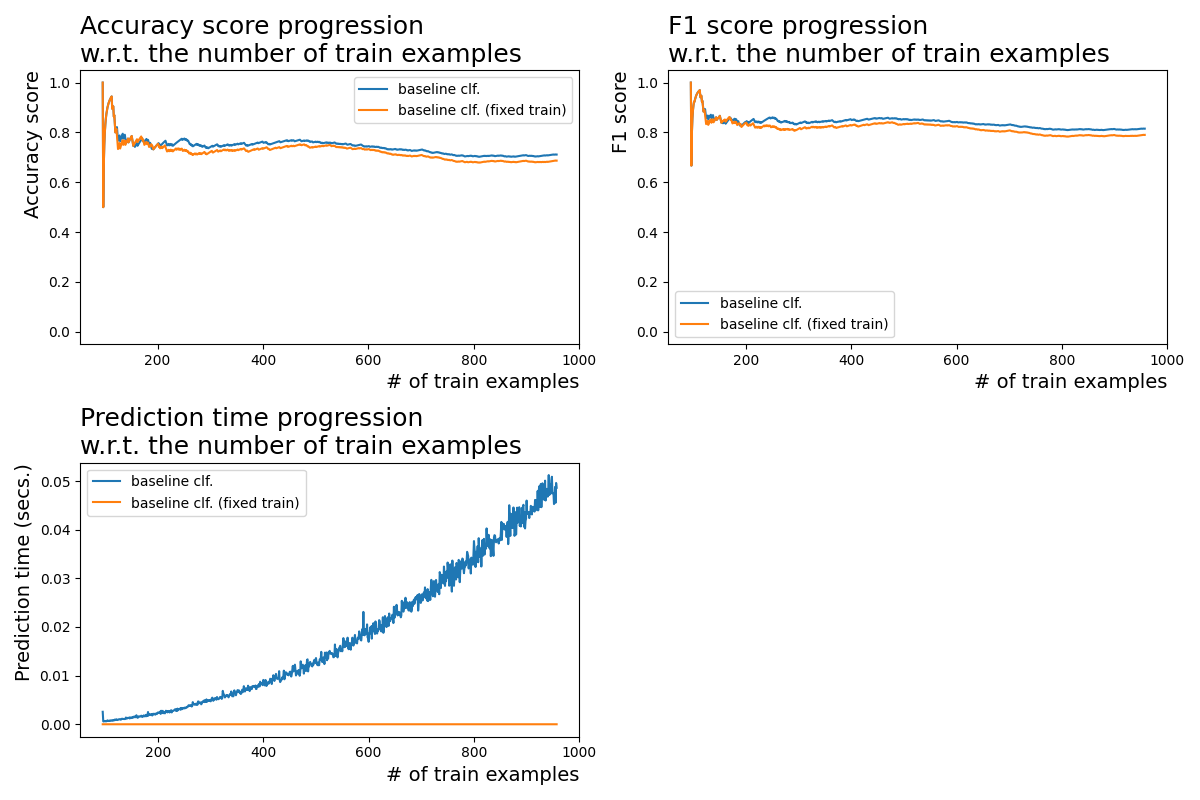 Accuracy score progression
w.r.t. the number of train examples
Accuracy score
1.0
0.8
0.6
0.4
0.2
0.0
baseline clf.
baseline clf. (fixed train)
200
400
600
800
1000
# of train examples
F1 score progression
w.r.t. the number of train examples
F1 score
1.0
0.8
0.6
0.4
0.2
0.0
baseline clf.
baseline clf. (fixed train)
200
400
600
800
1000
# of train examples
Prediction time progression
w.r.t. the number of train examples
Prediction time (secs.)
0.05
0.04
0.03
0.02
0.01
0.00
baseline clf.
baseline clf. (fixed train)
200
400
600
800
1000
# of train examples